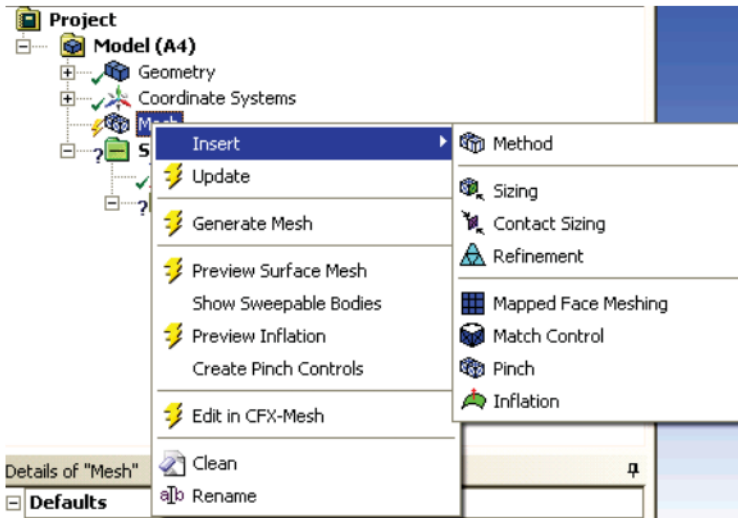 Project
Model (A4)
Geometry
Coordinate Systems
Insert
Update
Generate Mesh
Preview Surface Mesh
Show Sweepable Bodies
Preview Inflation
Create Pinch Controls
Edit in CFX-Mesh
Clean
Rename
Method
Sizing
Contact Sizing
Refinement
Mapped Face Meshing
Match Control
Pinch
Inflation
Details of "Mesh"
Defaults